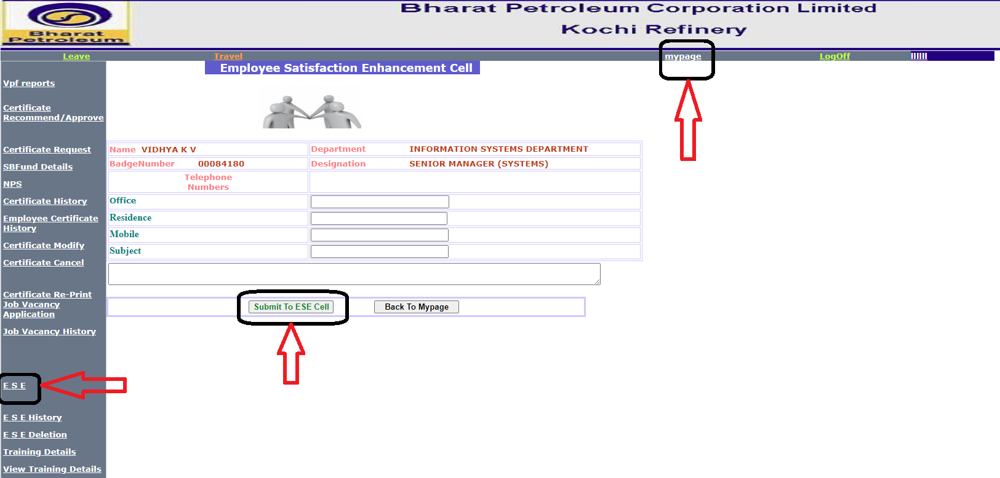 Bharat Petroleum Corporation Limited
Kochi Refinery
Bharat
Petroleum
Leave Travel mypage LogOff llllll
Employee Satisfaction Enhancement Cell
Vpf reports
Certificate
Recommend/Approve
Certificate Request
SBFund Details
NPS
Certificate History
Employee Certificate
History
Certificate Modify
Certificate Cancel
Certificate Re-Print
Job Vacancy
Application
Job Vacancy History
E S E
E S E History
E S E Deletion
Training Details
View Training Details
Name VIDHYA K V Department INFORMATION SYSTEMS DEPARTMENT
BadgeNumber 00084180 Designation SENIOR MANAGER (SYSTEMS)
Telephone
Numbers
Office
Residence
Mobile
Subject
Submit To ESE Cell Back To Mypage